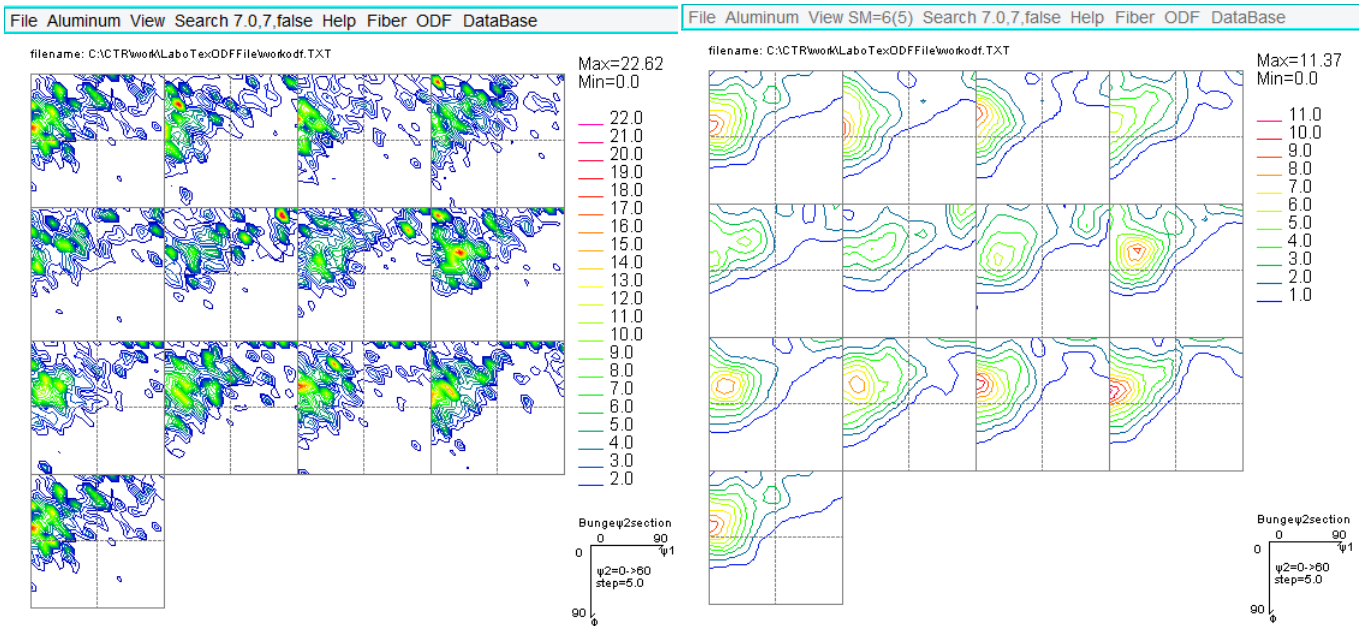 File Aluminum View Search 7.0,7,false Help Fiber ODF DataBase
filename: C:\CTR\work\LaboTexODFFile\workodf.TXT
Max=22.62
Min=0.0
22.0
21.0
20.0
19.0
18.0
17.0
16.0
15.0
14.0
13.0
12.0
11.0
10.0
9.0
8.0
7.0
6.0
5.0
4.0
3.0
2.0
Bungeψ2section
0 90
0 ψ1
ψ2=0->60
step=5.0
90
Φ
File Aluminum View SM=6(5) Search 7.0,7,false Help Fiber ODF DataBase
filename: C:\CTR\work\LaboTexODFFile\workodf.TXT
Max=11.37
Min=0.0
11.0
10.0
9.0
8.0
7.0
6.0
5.0
4.0
3.0
2.0
1.0
Bungeψ2section
0 90
0 ψ1
ψ2=0->60
step=5.0
90
Φ